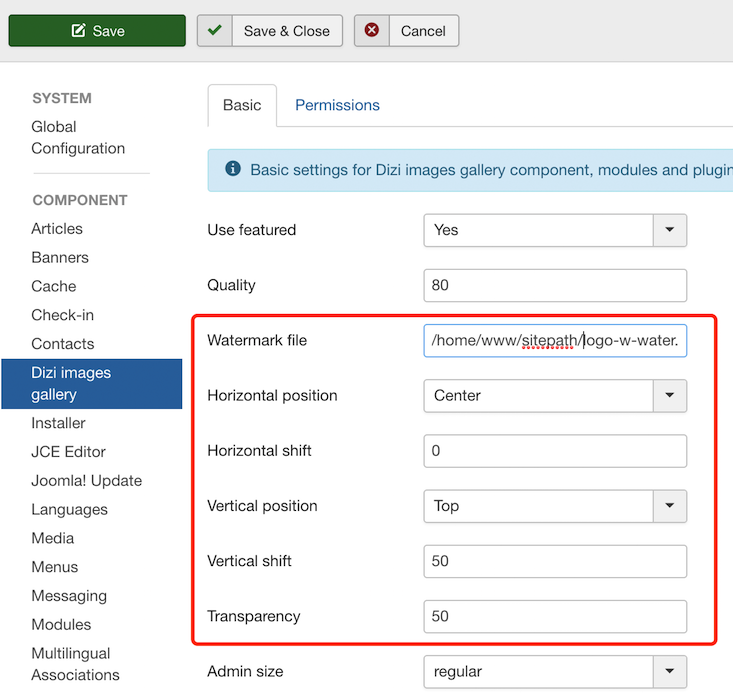 Save
Save & Close
Cancel
SYSTEM
Global
Configuration
COMPONENT
Articles
Banners
Cache
Check-in
Contacts
Dizi images
gallery
Installer
JCE Editor
Joomla! Update
Languages
Media
Menus
Messaging
Modules
Multilingual
Associations
Basic
Permissions
Basic settings for Dizi images gallery component, modules and plugin
Use featured
Yes
Quality
80
Watermark file
/home/www/sitepath/logo-w-water.
Horizontal position
Center
Horizontal shift
0
Vertical position
Top
Vertical shift
50
Transparency
50
Admin size
regular